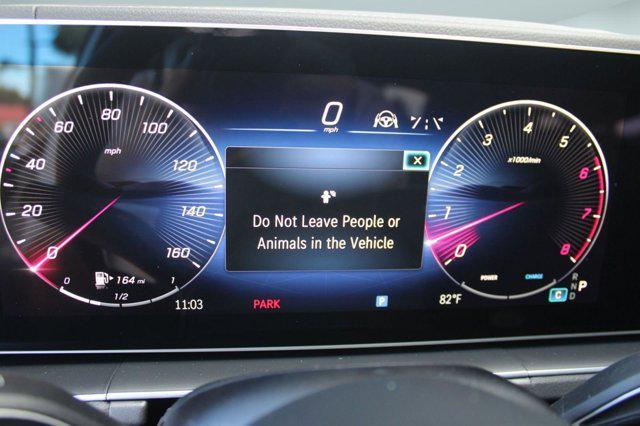 0
mph
60
80
100
40
120
20
140
0
160
mph
0
1/2
1
164 mi
11:03
X
Do Not Leave People or
Animals in the Vehicle
PARK
P
82°F
0
1
2
3
4
5
6
7
8
x1000/min
POWER
CHARGE
C
R
N
D
P